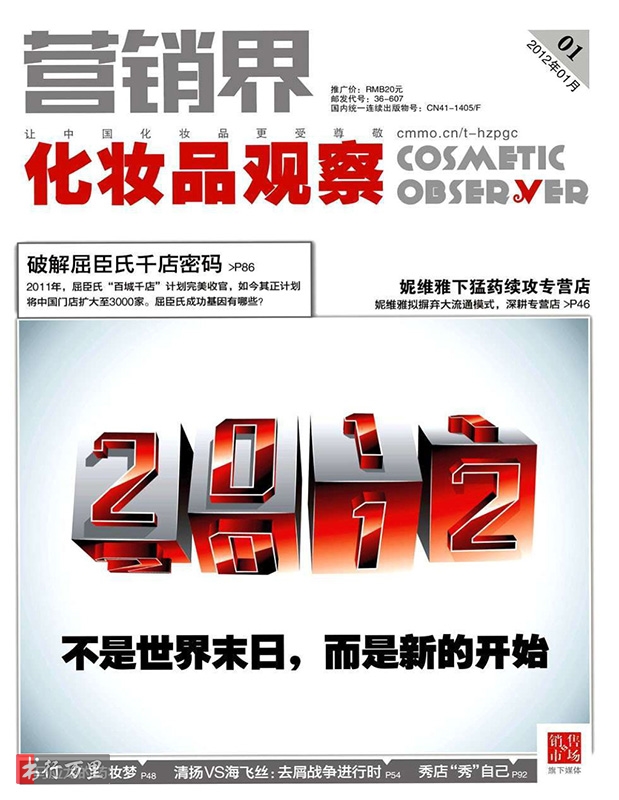 营销界
推广价：RMB20元
邮发代号：36-607
国内统一连续出版物号：CN41-1405/F
01
2012年01月
让中国化妆品更受尊敬
cmmo.cn/t-hzpgc
化妆品观察
COSMETIC
OBSERVER
破解屈臣氏千店密码 >P86
2011年，屈臣氏“百城千店”计划完美收官，如今其正计划
将中国门店扩大至3000家。屈臣氏成功基因有哪些？
妮维雅下猛药续攻专营店
妮维雅拟摒弃大流通模式，深耕专营店 >P46
2012
不是世界末日，而是新的开始
销售
市场
旗下媒体
书行万里
妆梦 P48
清扬VS海飞丝：去屑战争进行时 P54
秀店“秀”自己 P92